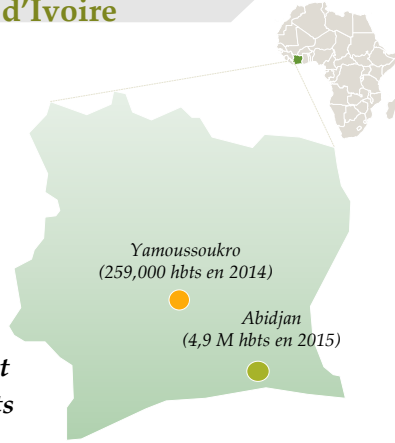 d'Ivoire
Yamoussoukro
(259,000 hbts en 2014)
Abidjan
(4,9 M hbts en 2015)